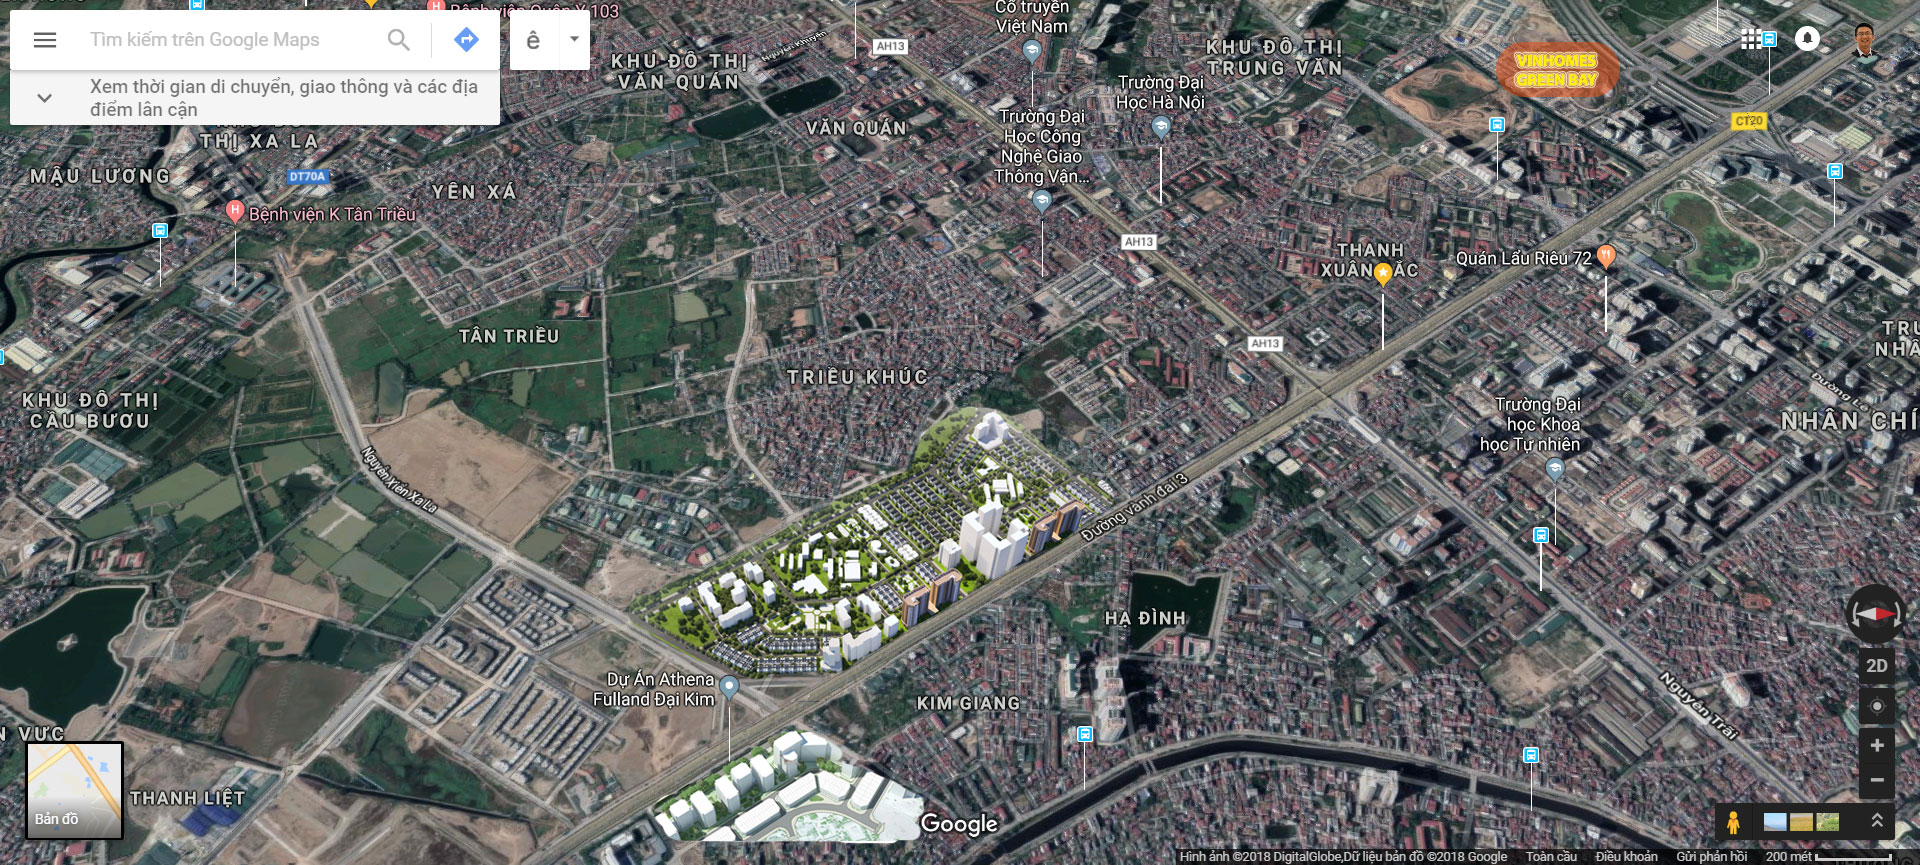 Bệnh viện Quân Y 103
Tìm kiếm trên Google Maps
ê
Xem thời gian di chuyển, giao thông và các địa
điểm lân cận
THỊ XA LA
MẬU LƯƠNG
DT70A
YÊN XÁ
Bệnh viện K Tân Triều
KHU ĐÔ THỊ
VĂN QUÁN
Nguyễn Khuyến
AH13
VĂN QUÁN
Cổ truyền
Việt Nam
Trường Đại
Học Hà Nội
Trường Đại
Học Công
Nghệ Giao
Thông Vận...
KHU ĐÔ THỊ
TRUNG VĂN
VINHOMES
GREEN BAY
CT20
AH13
THANH
XUÂN BẮC
Quán Lẩu Riêu 72
TÂN TRIỀU
TRIỀU KHÚC
AH13
KHU ĐÔ THỊ
CẦU BƯƠU
Nguyễn Xiển Xa La
Đường vành đai 3
Trường Đại
học Khoa
học Tự nhiên
NHÂN CHÍ
HẠ ĐÌNH
Dự Án Athena
Fulland Đại Kim
KIM GIANG
Nguyễn Trãi
2D
THANH LIỆT
Bản đồ
Google
Hình ảnh ©2018 DigitalGlobe,Dữ liệu bản đồ ©2018 Google
Toàn cầu
Điều khoản
Gửi phản hồi
200 mét